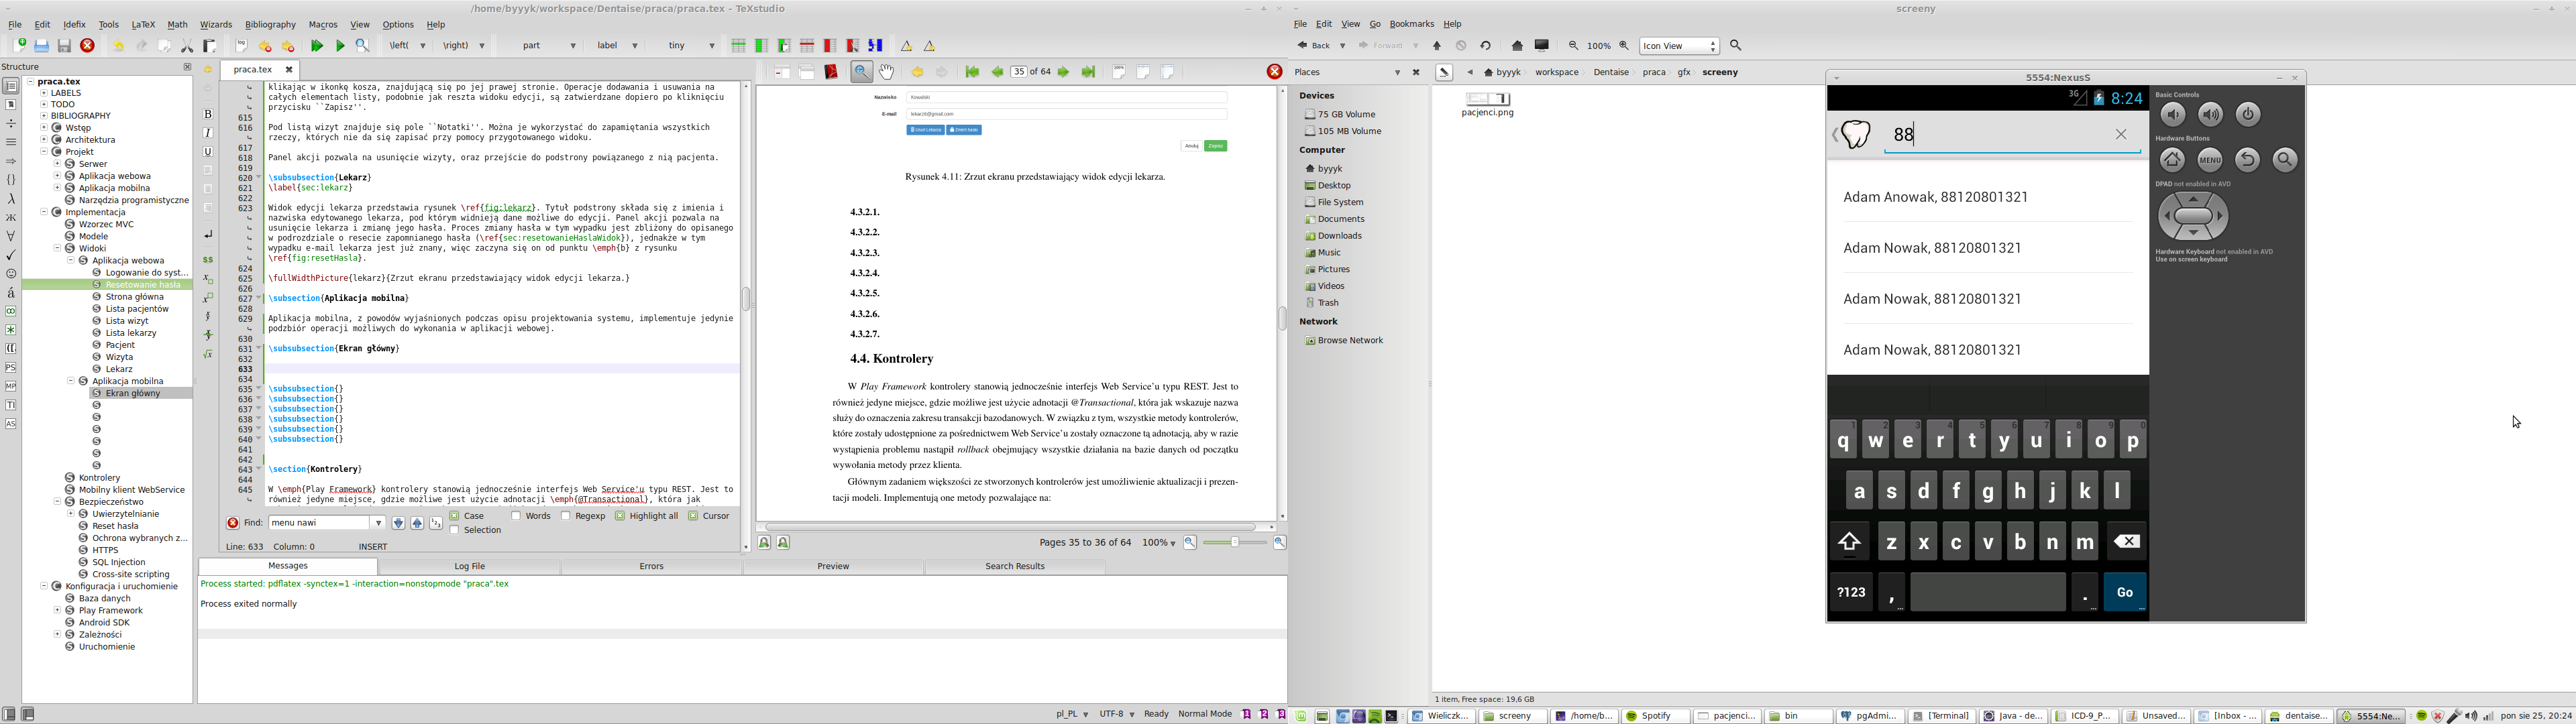 /home/byyyk/workspace/Dentaise/praca/praca.tex - TeXstudio
File Edit Idefix Tools LaTeX Math Wizards Bibliography Macros View Options Help
\left( \right) part label tiny
Structure
praca.tex
LABELS
TODO
BIBLIOGRAPHY
Wstęp
Architektura
Projekt
Serwer
Aplikacja webowa
Aplikacja mobilna
Narzędzia programistyczne
Implementacja
Wzorzec MVC
Modele
Widoki
Aplikacja webowa
Logowanie do syst...
Resetowanie hasła
Strona główna
Lista pacjentów
Lista wizyt
Lista lekarzy
Pacjent
Wizyta
Lekarz
Aplikacja mobilna
Ekran główny
Kontrolery
Mobilny klient WebService
Bezpieczeństwo
Uwierzytelnianie
Reset hasła
Ochrona wybranych z...
HTTPS
SQL Injection
Cross-site scripting
Konfiguracja i uruchomienie
Baza danych
Play Framework
Android SDK
Zależności
Uruchomienie
praca.tex
klikając w ikonkę kosza, znajdującą się po jej prawej stronie. Operacje dodawania i usuwania na
całych elementach listy, podobnie jak reszta widoku edycji, są zatwierdzane dopiero po kliknięciu
przycisku ``Zapisz''.
615
616 Pod listą wizyt znajduje się pole ``Notatki''. Można je wykorzystać do zapamiętania wszystkich
rzeczy, których nie da się zapisać przy pomocy przygotowanego widoku.
617
618 Panel akcji pozwala na usunięcie wizyty, oraz przejście do podstrony powiązanego z nią pacjenta.
619
620 \subsubsection{Lekarz}
621 \label{sec:lekarz}
622
623 Widok edycji lekarza przedstawia rysunek \ref{fig:lekarz}. Tytuł podstrony składa się z imienia i
nazwiska edytowanego lekarza, pod którym widnieją dane możliwe do edycji. Panel akcji pozwala na
usunięcie lekarza i zmianę jego hasła. Proces zmiany hasła w tym wypadku jest zbliżony do opisanego
w podrozdziale o resecie zapomnianego hasła (\ref{sec:resetowanieHaslaWidok}), jednakże w tym
wypadku e-mail lekarza jest już znany, więc zaczyna się on od punktu \emph{b} z rysunku
\ref{fig:resetHasla}.
624
625 \fullWidthPicture{lekarz}{Zrzut ekranu przedstawiający widok edycji lekarza.}
626
627 \subsection{Aplikacja mobilna}
628
629 Aplikacja mobilna, z powodów wyjaśnionych podczas opisu projektowania systemu, implementuje jedynie
podzbiór operacji możliwych do wykonania w aplikacji webowej.
630
631 \subsubsection{Ekran główny}
632
633
634
635 \subsubsection{}
636 \subsubsection{}
637 \subsubsection{}
638 \subsubsection{}
639 \subsubsection{}
640 \subsubsection{}
641
642
643 \section{Kontrolery}
644
645 W \emph{Play Framework} kontrolery stanowią jednocześnie interfejs Web Service'u typu REST. Jest to
również jedyne miejsce, gdzie możliwe jest użycie adnotacji \emph{@Transactional}, która jak
Find: menu nawi Case Words Regexp Highlight all Cursor
Selection
Line: 633 Column: 0 INSERT
35 of 64
Nazwisko Kowalski
E-mail lekarz6@gmail.com
Usuń Lekarza Zmień hasło
Anuluj Zapisz
Rysunek 4.11: Zrzut ekranu przedstawiający widok edycji lekarza.
4.3.2.1.
4.3.2.2.
4.3.2.3.
4.3.2.4.
4.3.2.5.
4.3.2.6.
4.3.2.7.
4.4. Kontrolery
W Play Framework kontrolery stanowią jednocześnie interfejs Web Service'u typu REST. Jest to
również jedyne miejsce, gdzie możliwe jest użycie adnotacji @Transactional, która jak wskazuje nazwa
służy do oznaczenia zakresu transakcji bazodanowych. W związku z tym, wszystkie metody kontrolerów,
które zostały udostępnione za pośrednictwem Web Service'u zostały oznaczone tą adnotacją, aby w razie
wystąpienia problemu nastąpił rollback obejmujący wszystkie działania na bazie danych od początku
wywołania metody przez klienta.
Głównym zadaniem większości ze stworzonych kontrolerów jest umożliwienie aktualizacji i prezen-
tacji modeli. Implementują one metody pozwalające na:
Pages 35 to 36 of 64 100%
Messages Log File Errors Preview Search Results
Process started: pdflatex -synctex=1 -interaction=nonstopmode "praca".tex
Process exited normally
pl_PL UTF-8 Ready Normal Mode 1 2 3
screeny
File Edit View Go Bookmarks Help
Back Forward 100% Icon View
Places
byyyk workspace Dentaise praca gfx screeny
Devices
75 GB Volume
105 MB Volume
Computer
byyyk
Desktop
File System
Documents
Downloads
Music
Pictures
Videos
Trash
Network
Browse Network
pacjenci.png
1 item, Free space: 19,6 GB
5554:NexusS
3G 8:24
88
Adam Anowak, 88120801321
Adam Nowak, 88120801321
Adam Nowak, 88120801321
Adam Nowak, 88120801321
1 2 3 4 5 6 7 8 9 0
q w e r t y u i o p
a s d f g h j k l
z x c v b n m
?123 , . Go
Basic Controls
Hardware Buttons
MENU
DPAD not enabled in AVD
Hardware Keyboard not enabled in AVD
Use on screen keyboard
Wieliczk... screeny /home/b... Spotify pacjenci... bin pgAdmi... [Terminal] Java - de... ICD-9_P... Unsaved... [Inbox - ... dentaise... 5554:Ne... pon sie 25, 20:24